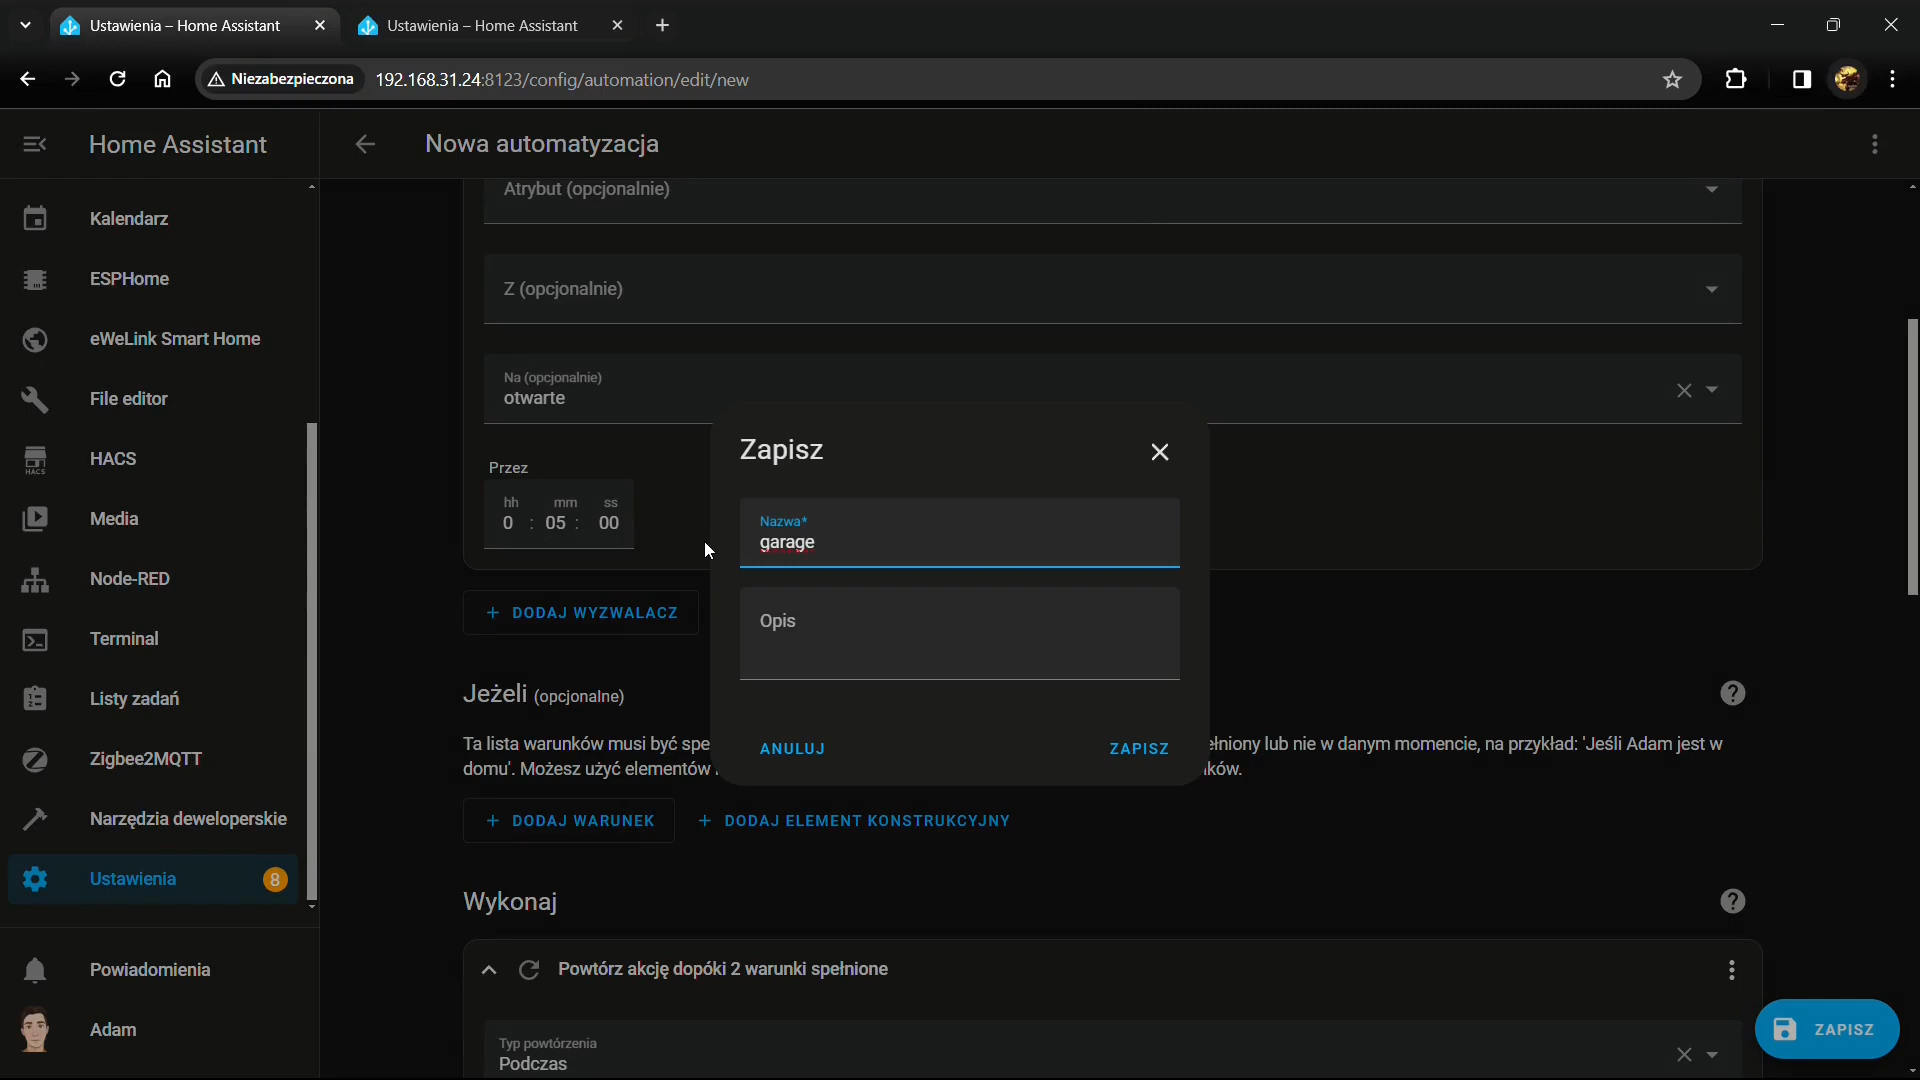 Ustawienia – Home Assistant
Ustawienia – Home Assistant
Niezabezpieczona
192.168.31.24:8123/config/automation/edit/new
Home Assistant
Nowa automatyzacja
Kalendarz
ESPHome
eWeLink Smart Home
File editor
HACS
HACS
Media
Node-RED
Terminal
Listy zadań
Zigbee2MQTT
Narzędzia deweloperskie
Ustawienia
8
Powiadomienia
Adam
Atrybut (opcjonalnie)
Z (opcjonalnie)
Na (opcjonalnie)
otwarte
Przez
hh mm ss
0 : 05 : 00
+ DODAJ WYZWALACZ
Zapisz
Nazwa*
garage
Opis
ANULUJ
ZAPISZ
Jeżeli (opcjonalne)
Ta lista warunków musi być spe łniony lub nie w danym momencie, na przykład: 'Jeśli Adam jest w
domu'. Możesz użyć elementów ków.
+ DODAJ WARUNEK
+ DODAJ ELEMENT KONSTRUKCYJNY
Wykonaj
Powtórz akcję dopóki 2 warunki spełnione
Typ powtórzenia
Podczas
ZAPISZ